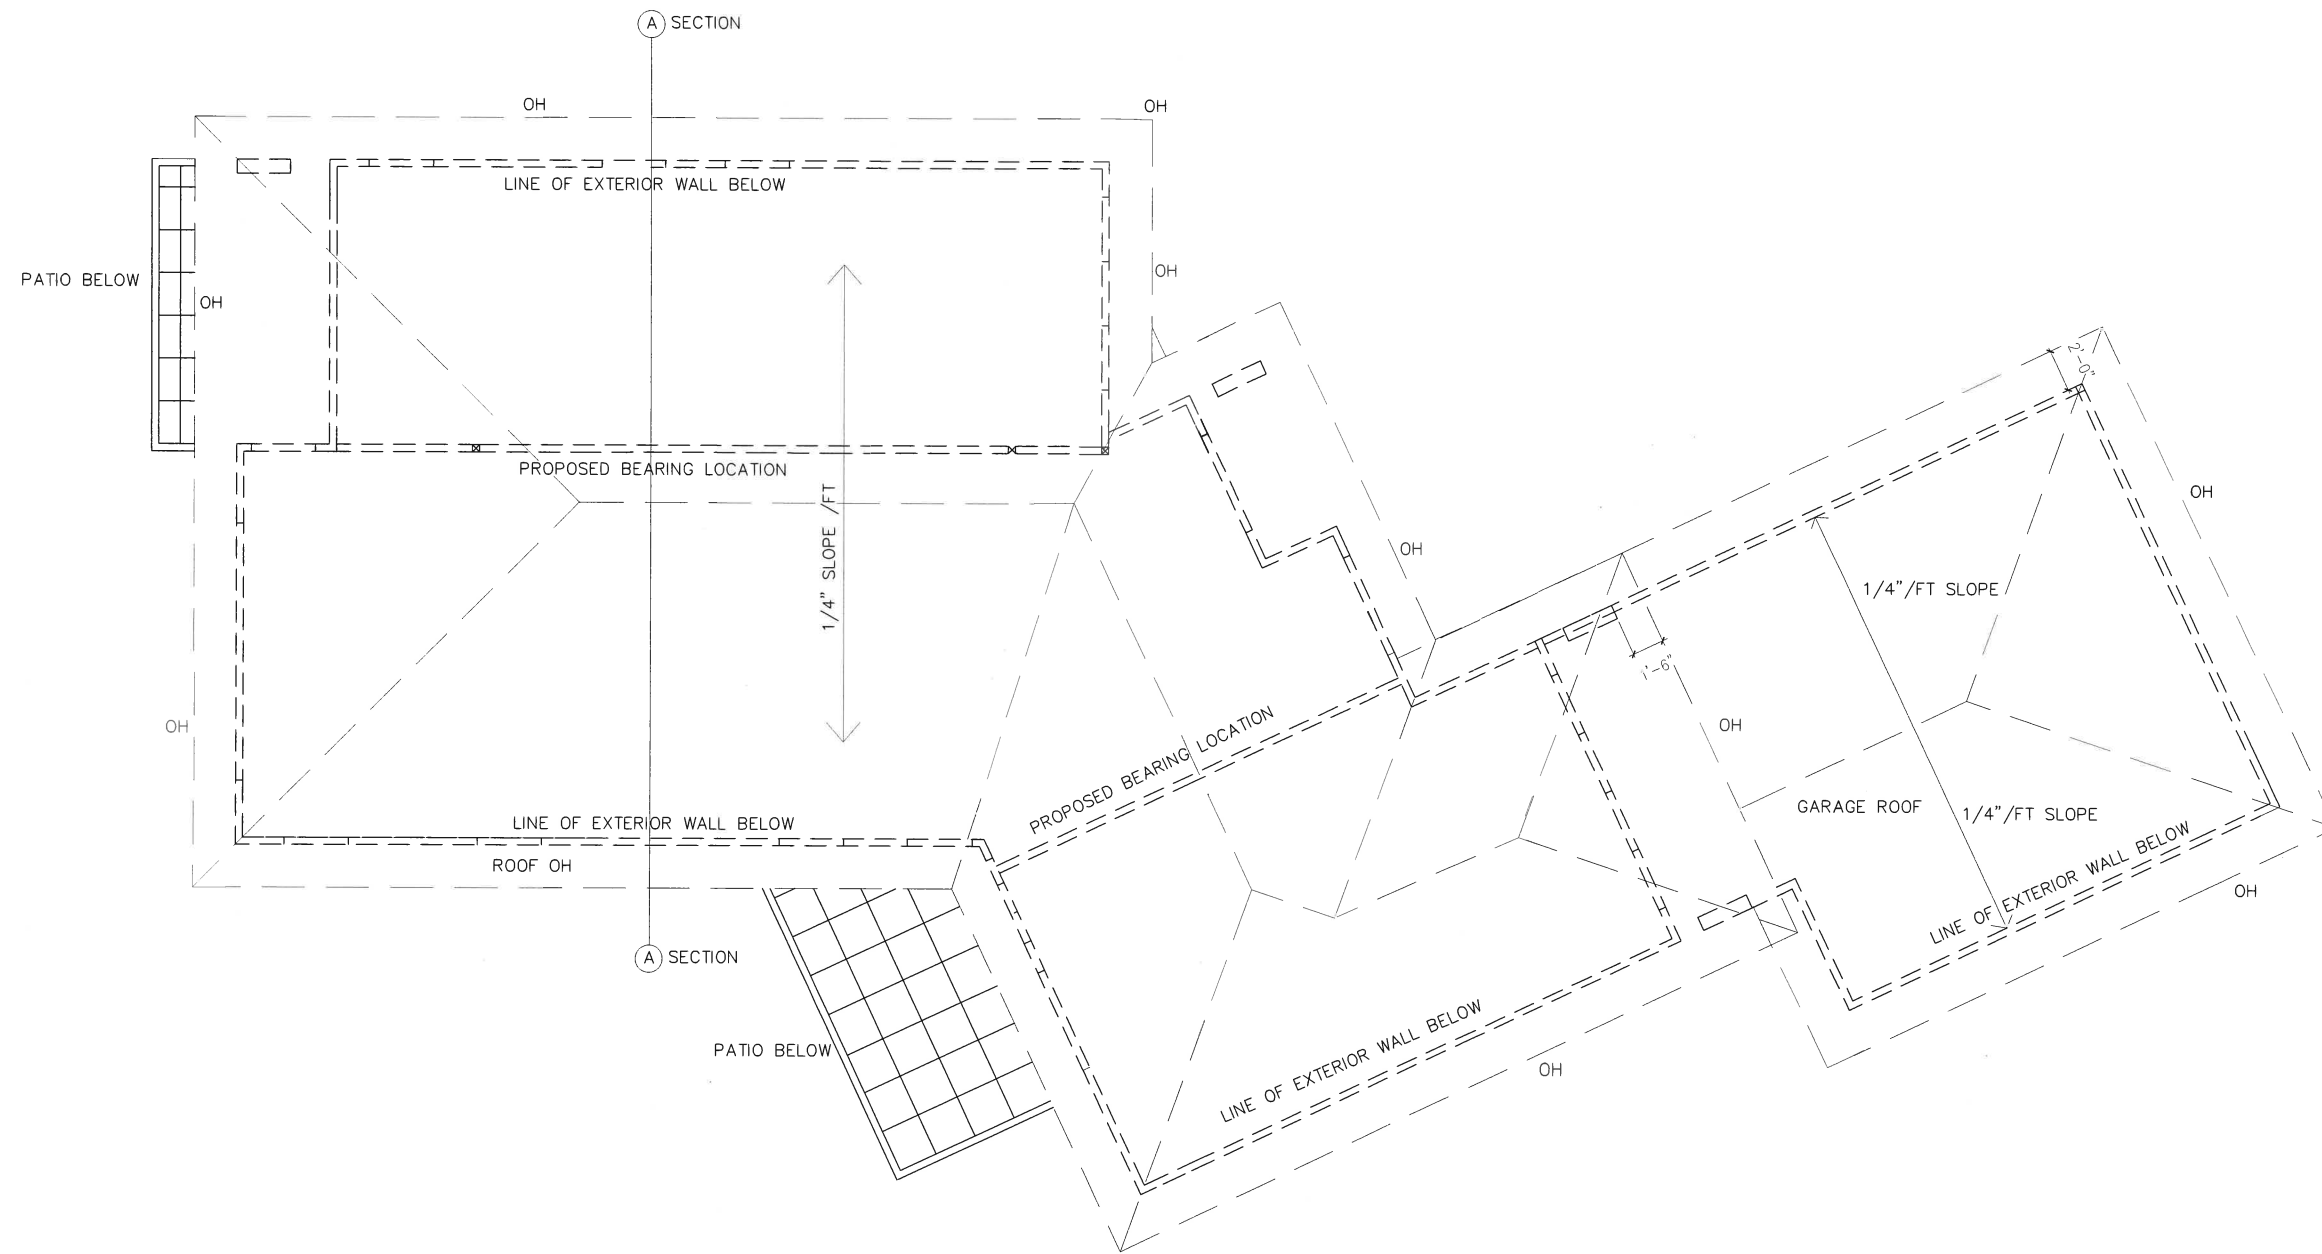 A SECTION
OH
OH
LINE OF EXTERIOR WALL BELOW
PATIO BELOW
OH
OH
PROPOSED BEARING LOCATION
1/4" SLOPE /FT
2'-0"
OH
OH
1/4"/FT SLOPE
1'-6"
OH
OH
PROPOSED BEARING LOCATION
GARAGE ROOF
1/4"/FT SLOPE
LINE OF EXTERIOR WALL BELOW
ROOF OH
LINE OF EXTERIOR WALL BELOW
OH
A SECTION
PATIO BELOW
LINE OF EXTERIOR WALL BELOW
OH